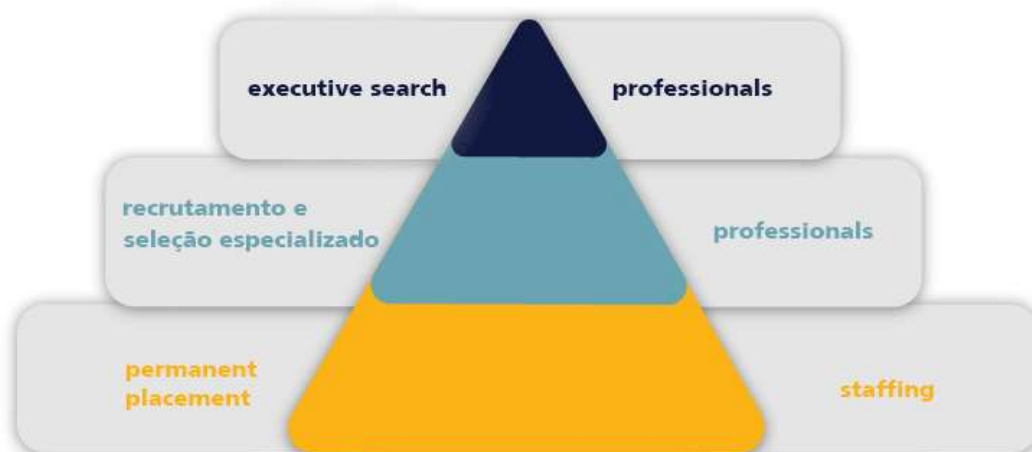 executive search
professionals
recrutamento e
seleção especializado
professionals
permanent
placement
staffing